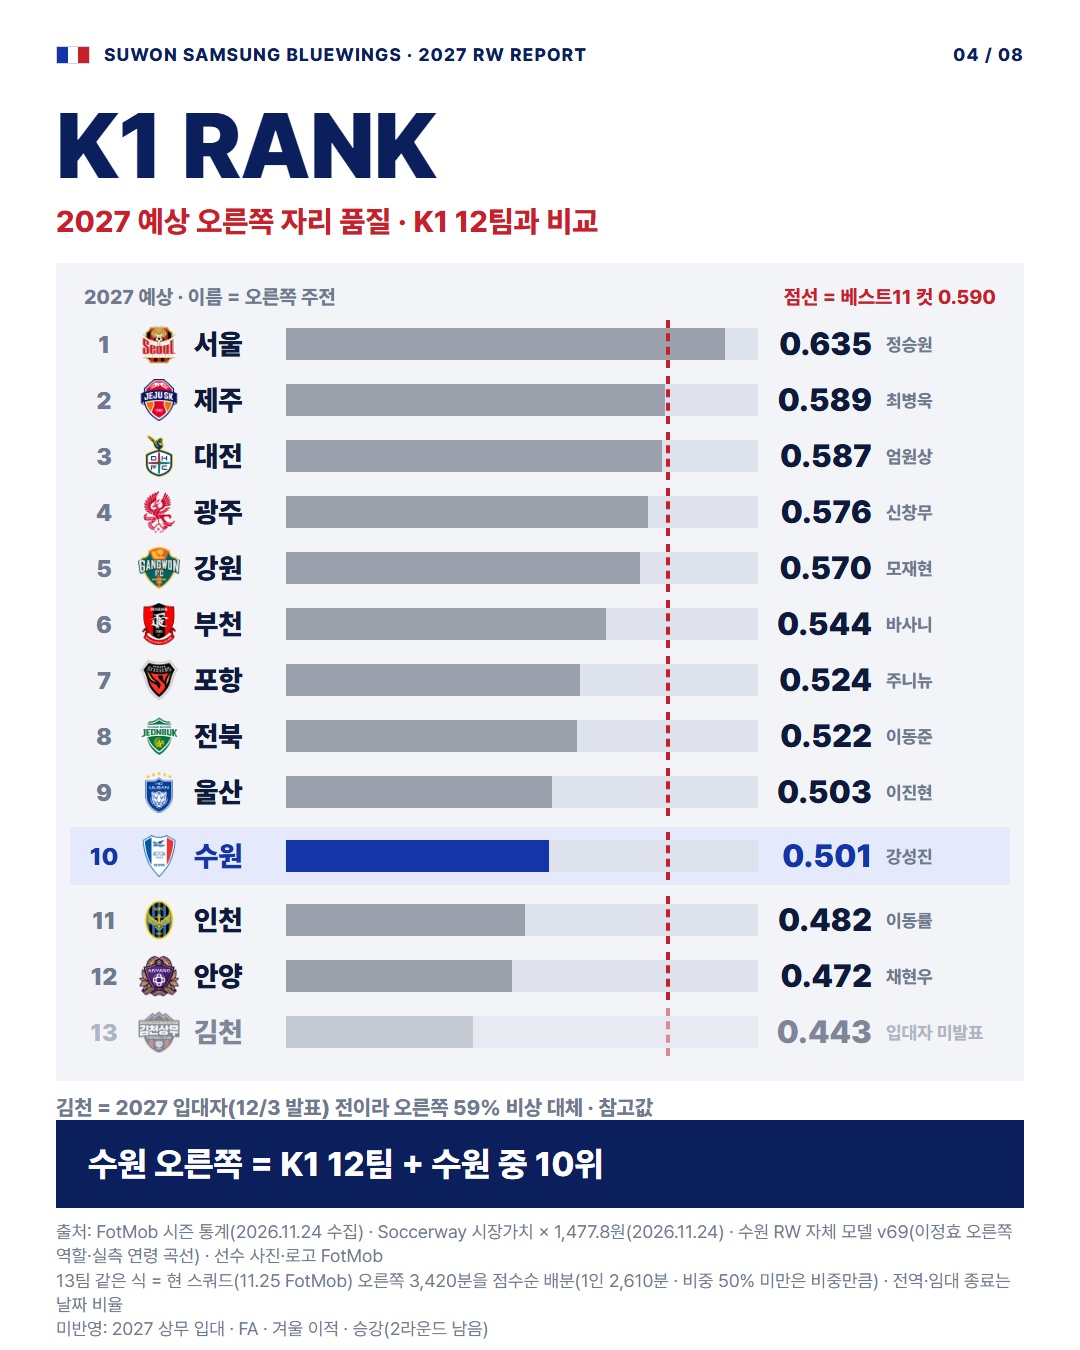 SUWON SAMSUNG BLUEWINGS · 2027 RW REPORT 04 / 08
K1 RANK
2027 예상 오른쪽 자리 품질 · K1 12팀과 비교
2027 예상 · 이름 = 오른쪽 주전 점선 = 베스트11 컷 0.590
1 서울 0.635 정승원
2 제주 0.589 최병욱
3 대전 0.587 엄원상
4 광주 0.576 신창무
5 강원 0.570 모재현
6 부천 0.544 바사니
7 포항 0.524 주니뉴
8 전북 0.522 이동준
9 울산 0.503 이진현
10 수원 0.501 강성진
11 인천 0.482 이동률
12 안양 0.472 채현우
13 김천 0.443 입대자 미발표
김천 = 2027 입대자(12/3 발표) 전이라 오른쪽 59% 비상 대체 · 참고값
수원 오른쪽 = K1 12팀 + 수원 중 10위
출처: FotMob 시즌 통계(2026.11.24 수집) · Soccerway 시장가치 × 1,477.8원(2026.11.24) · 수원 RW 자체 모델 v69(이정효 오른쪽
역할·실측 연령 곡선) · 선수 사진·로고 FotMob
13팀 같은 식 = 현 스쿼드(11.25 FotMob) 오른쪽 3,420분을 점수순 배분(1인 2,610분 · 비중 50% 미만은 비중만큼) · 전역·임대 종료는
날짜 비율
미반영: 2027 상무 입대 · FA · 겨울 이적 · 승강(2라운드 남음)